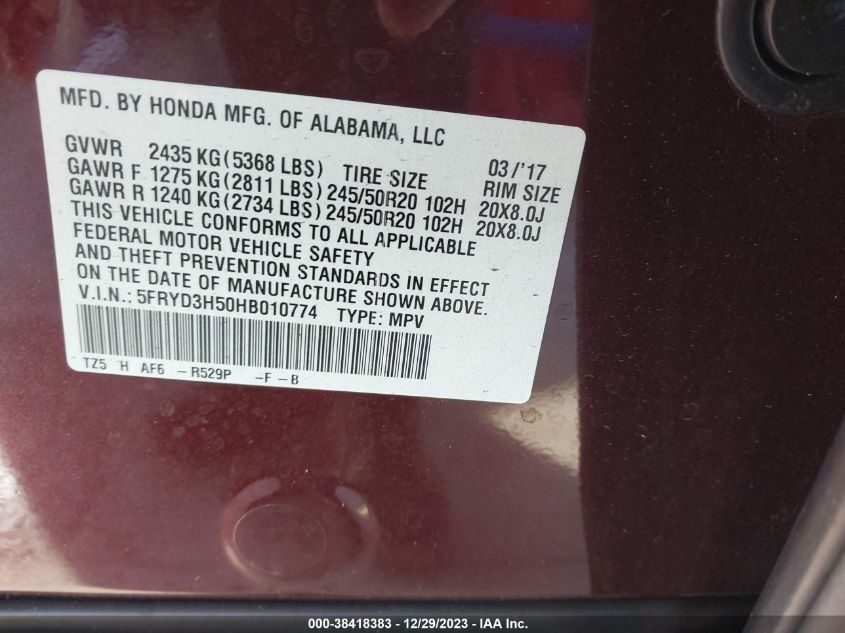 MFD. BY HONDA MFG. OF ALABAMA, LLC
GVWR 2435 KG(5368 LBS) TIRE SIZE 03/'17
GAWR F 1275 KG(2811 LBS) 245/50R20 102H RIM SIZE 20X8.0J
GAWR R 1240 KG(2734 LBS) 245/50R20 102H 20X8.0J
THIS VEHICLE CONFORMS TO ALL APPLICABLE
FEDERAL MOTOR VEHICLE SAFETY
AND THEFT PREVENTION STANDARDS IN EFFECT
ON THE DATE OF MANUFACTURE SHOWN ABOVE.
V.I.N.: 5FRYD3H50HB010774 TYPE: MPV
TZ5 H AF6 -R529P -F-B
000-38418383 - 12/29/2023 - IAA Inc.